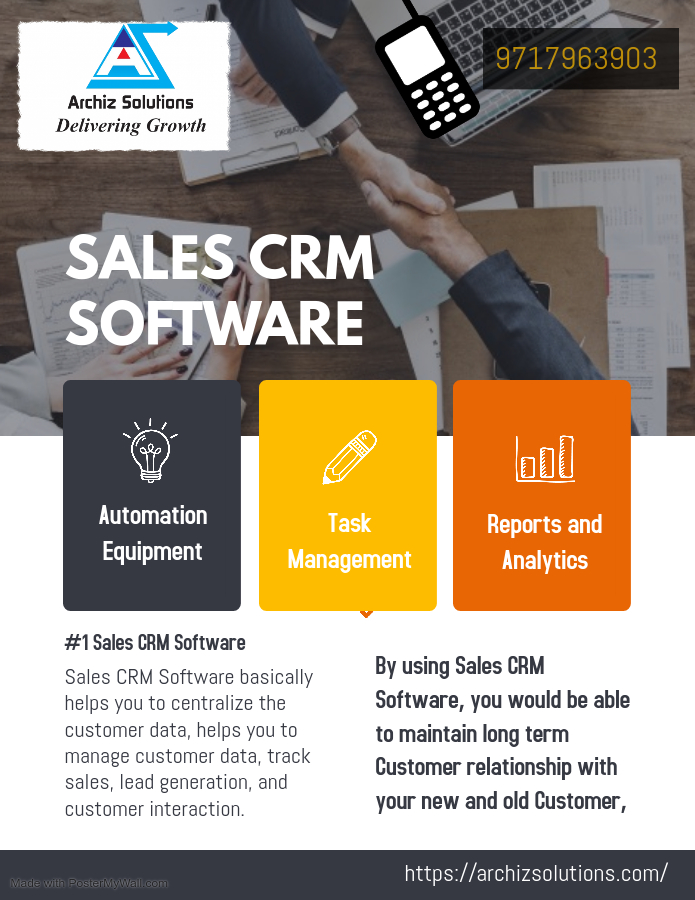 Archiz Solutions
Delivering Growth
9717963903
SALES CRM
SOFTWARE
Automation
Equipment
Task
Management
Reports and
Analytics
#1 Sales CRM Software
Sales CRM Software basically
helps you to centralize the
customer data, helps you to
manage customer data, track
sales, lead generation, and
customer interaction.
By using Sales CRM
Software, you would be able
to maintain long term
Customer relationship with
your new and old Customer,
https://archizsolutions.com/
Made with PosterMyWall.com